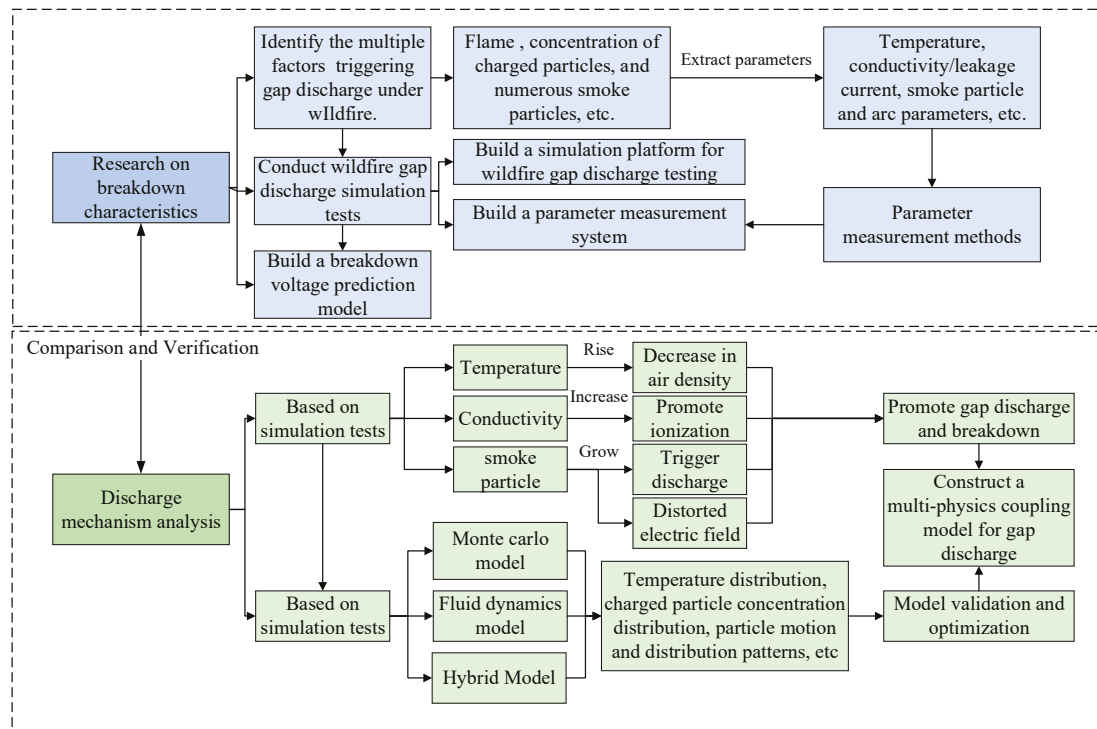 Identify the multiple
factors triggering
gap discharge under
wIldfire.
Flame , concentration of
charged particles, and
numerous smoke
particles, etc.
Extract parameters
Temperature,
conductivity/leakage
current, smoke particle
and arc parameters, etc.
Research on
breakdown
characteristics
Conduct wildfire gap
discharge simulation
tests
Build a simulation platform for
wildfire gap discharge testing
Build a parameter measurement
system
Parameter
measurement methods
Build a breakdown
voltage prediction
model
Comparison and Verification
Based on
simulation tests
Temperature
Rise
Decrease in
air density
Conductivity
Increase
Promote
ionization
smoke
particle
Grow
Trigger
discharge
Distorted
electric field
Promote gap discharge
and breakdown
Construct a
multi-physics coupling
model for gap
discharge
Discharge
mechanism analysis
Based on
simulation tests
Monte carlo
model
Fluid dynamics
model
Hybrid Model
Temperature distribution,
charged particle concentration
distribution, particle motion
and distribution patterns, etc
Model validation and
optimization